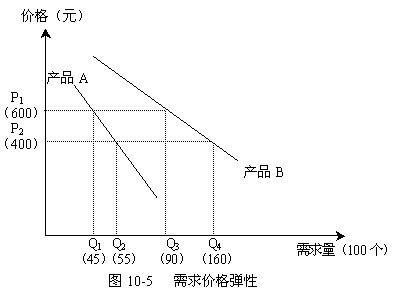 价格（元）
产品 A
P1
(600)
P2
(400)
产品 B
Q1 Q2 Q3 Q4
(45) (55) (90) (160)
需求量（100 个）
图 10-5 需求价格弹性